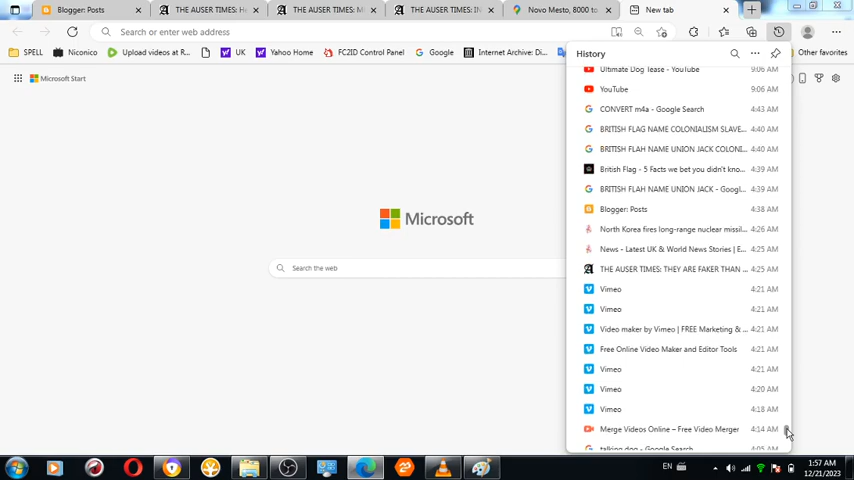 Blogger: Posts
THE AUSER TIMES: He
THE AUSER TIMES: M
THE AUSER TIMES: I
Novo Mesto, 8000 to
New tab
Search or enter web address
SPELL
Niconico
Upload videos at R...
UK
Yahoo Home
FC2ID Control Panel
Google
Internet Archive: Di...
Other favorites
Microsoft Start
Microsoft
Search the web
History
Ultimate Dog Tease - YouTube 9:06 AM
YouTube 9:06 AM
CONVERT m4a - Google Search 4:43 AM
BRITISH FLAG NAME COLONIALISM SLAVE... 4:40 AM
BRITISH FLAH NAME UNION JACK COLONI... 4:40 AM
British Flag - 5 Facts we bet you didn't kno... 4:39 AM
BRITISH FLAH NAME UNION JACK - Googl... 4:39 AM
Blogger: Posts 4:38 AM
North Korea fires long-range nuclear missil... 4:26 AM
News - Latest UK & World News Stories | E... 4:25 AM
THE AUSER TIMES: THEY ARE FAKER THAN ... 4:25 AM
Vimeo 4:21 AM
Vimeo 4:21 AM
Video maker by Vimeo | FREE Marketing & ... 4:21 AM
Free Online Video Maker and Editor Tools 4:21 AM
Vimeo 4:21 AM
Vimeo 4:20 AM
Vimeo 4:18 AM
Merge Videos Online – Free Video Merger 4:14 AM
talking dog - Google Search 4:05 AM
EN
1:57 AM
12/21/2023